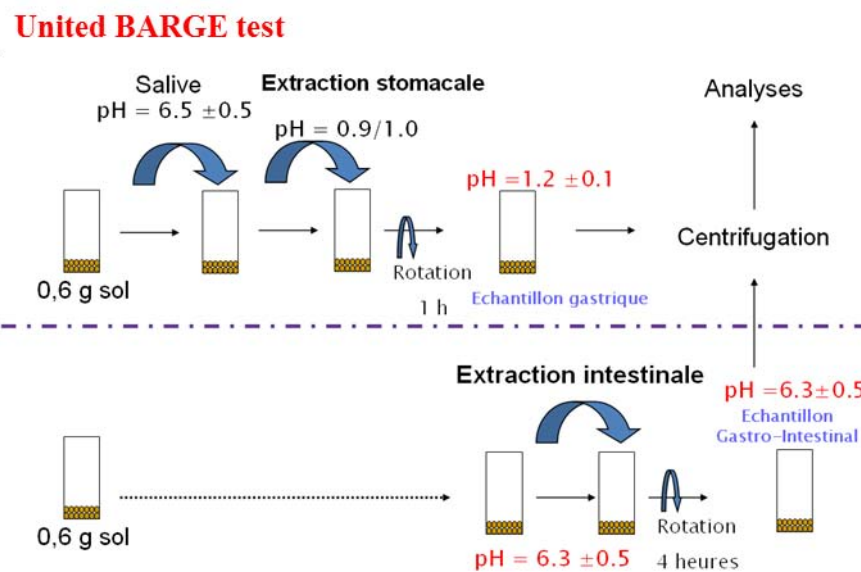 United BARGE test
Salive
pH = 6.5 ±0.5
Extraction stomacale
pH = 0.9/1.0
Analyses
pH =1.2 ±0.1
Centrifugation
Rotation
0,6 g sol
1 h
Echantillon gastrique
Extraction intestinale
pH =6.3±0.5
Echantillon
Gastro-Intestinal
Rotation
0,6 g sol
pH = 6.3 ±0.5
4 heures